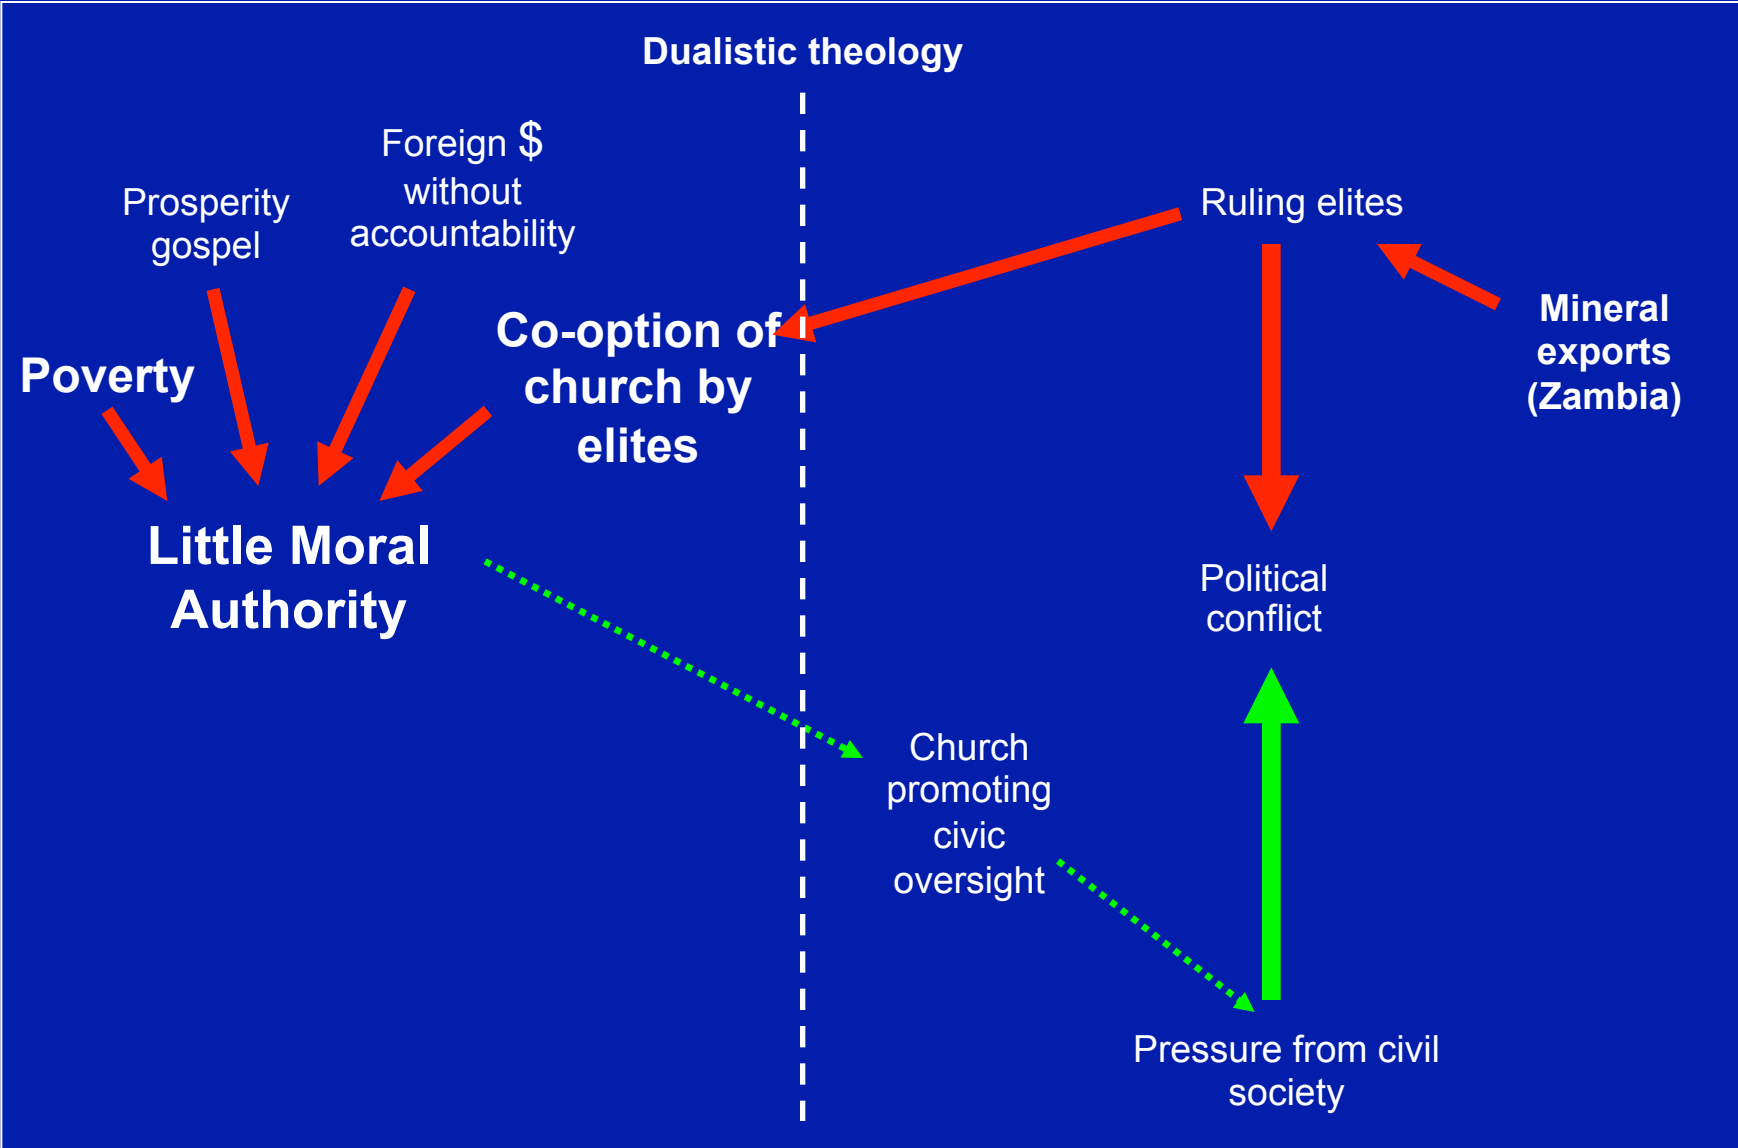 Dualistic theology
Foreign $
without
accountability
Prosperity
gospel
Poverty
Co-option of
church by
elites
Little Moral
Authority
Ruling elites
Mineral
exports
(Zambia)
Political
conflict
Church
promoting
civic
oversight
Pressure from civil
society